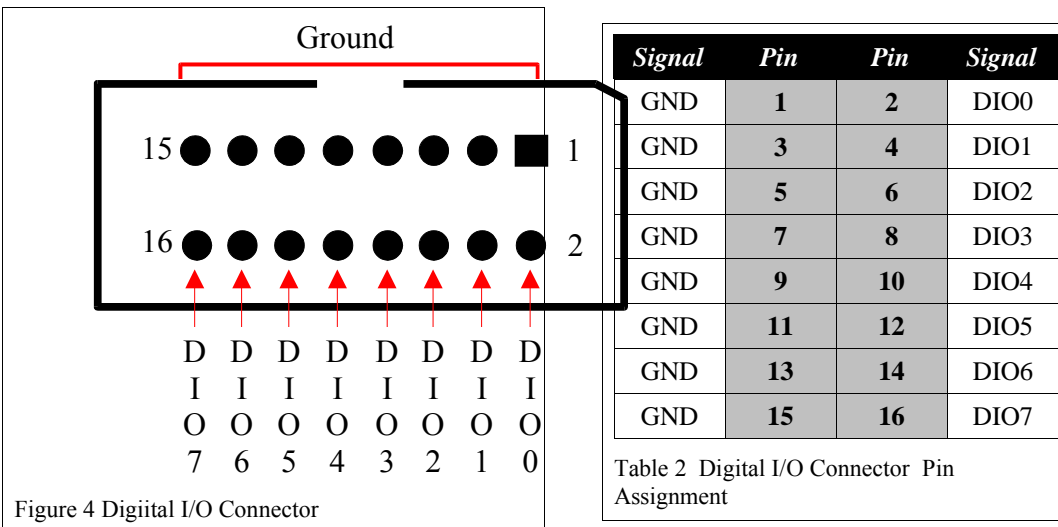 Ground
15 1
16 2
D D D D D D D D
I I I I I I I I
O O O O O O O O
7 6 5 4 3 2 1 0
Figure 4 Digiital I/O Connector
Signal Pin Pin Signal
GND 1 2 DIO0
GND 3 4 DIO1
GND 5 6 DIO2
GND 7 8 DIO3
GND 9 10 DIO4
GND 11 12 DIO5
GND 13 14 DIO6
GND 15 16 DIO7
Table 2 Digital I/O Connector Pin
Assignment